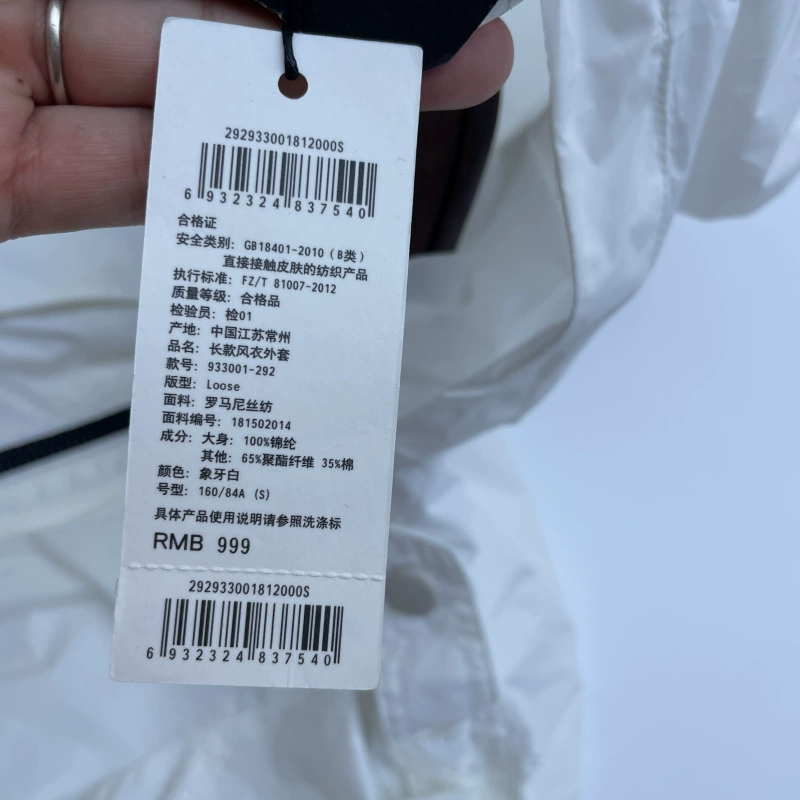 292933001812000S
6 932324 837540
合格证
安全类别: GB18401-2010 (B类)
直接接触皮肤的纺织产品
执行标准: FZ/T 81007-2012
质量等级: 合格品
检验员: 检01
产地: 中国江苏常州
品名: 长款风衣外套
款号: 933001-292
版型: Loose
面料: 罗马尼丝纺
面料编号: 181502014
成分: 大身: 100%锦纶
其他: 65%聚酯纤维 35%棉
颜色: 象牙白
号型: 160/84A (S)
具体产品使用说明请参照洗涤标
RMB 999
292933001812000S
6 932324 837540